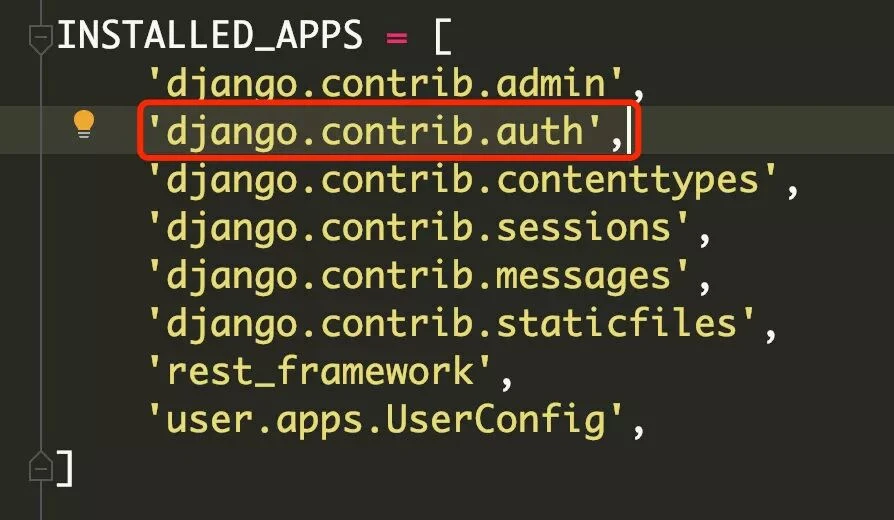 INSTALLED_APPS = [
'django.contrib.admin',
'django.contrib.auth',
'django.contrib.contenttypes',
'django.contrib.sessions',
'django.contrib.messages',
'django.contrib.staticfiles',
'rest_framework',
'user.apps.UserConfig',
]